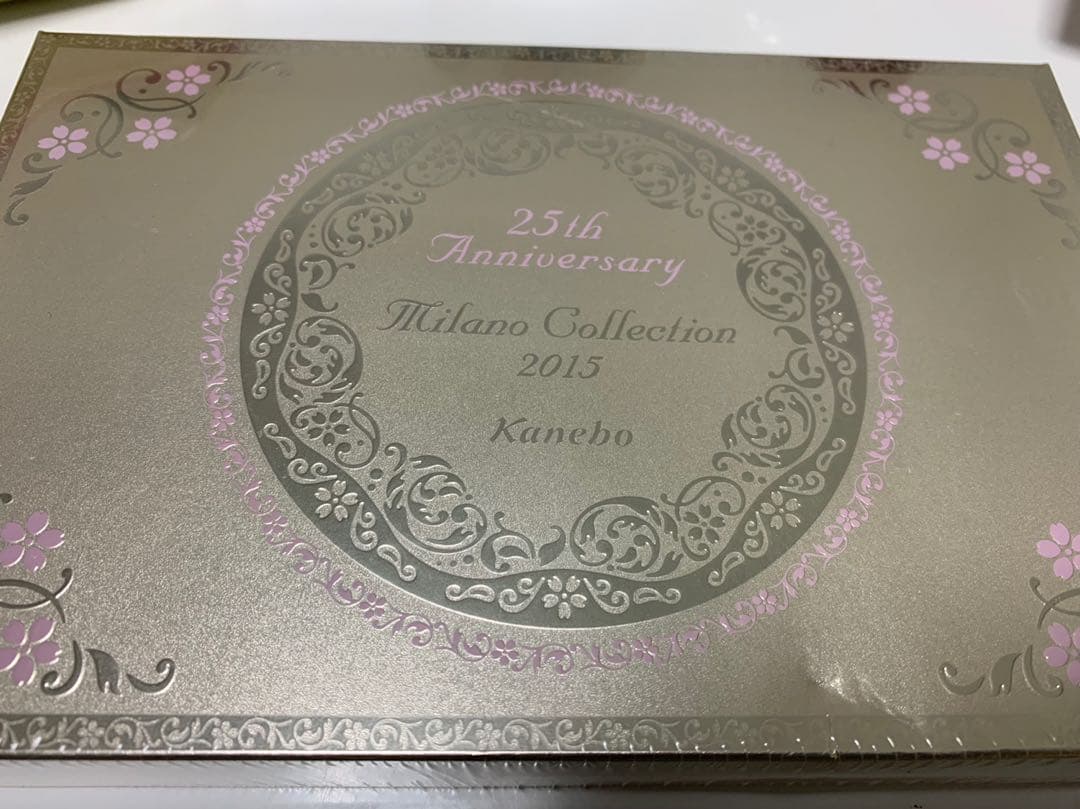 25th
Anniversary
Milano Collection
2015
Kanebo